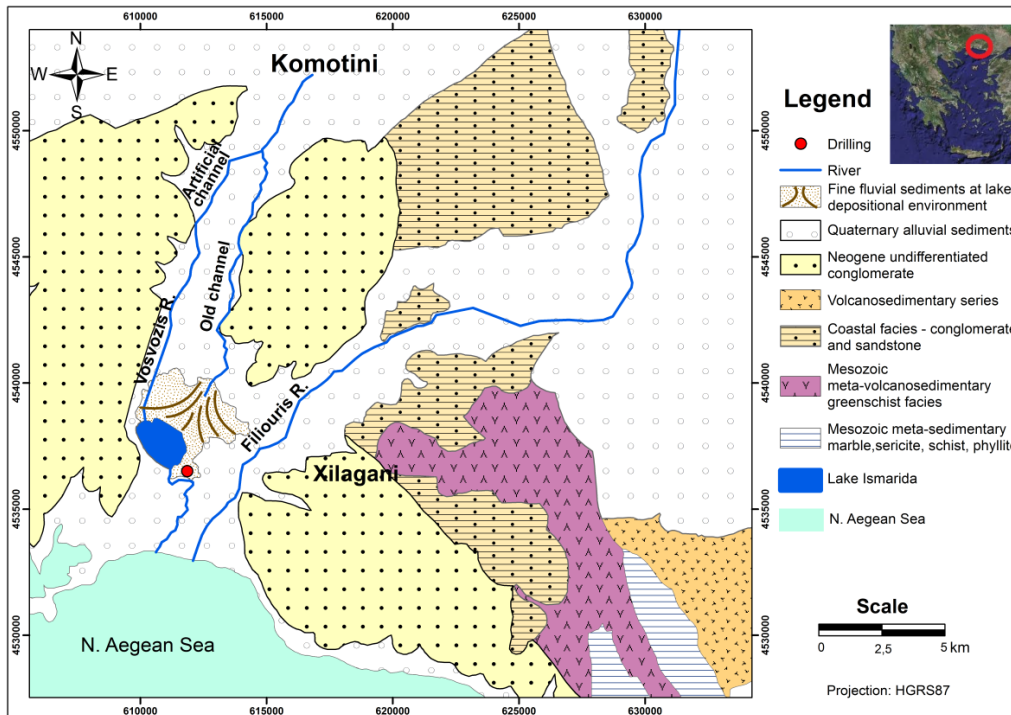 610000 615000 620000 625000 630000
N
W E
S
Komotini
Artificial
channel
Old channel
Vosvozis R.
Filiouris R.
Xilagani
N. Aegean Sea
4550000
4545000
4540000
4535000
4530000
4550000
4545000
4540000
4535000
4530000
610000 615000 620000 625000 630000
Legend
Drilling
River
Fine fluvial sediments at lake
depositional environment
Quaternary alluvial sediments
Neogene undifferentiated
conglomerate
Volcanosedimentary series
Coastal facies - conglomerate
and sandstone
Mesozoic
meta-volcanosedimentary
greenschist facies
Mesozoic meta-sedimentary
marble,sericite, schist, phyllite
Lake Ismarida
N. Aegean Sea
Scale
0 2,5 5 km
Projection: HGRS87